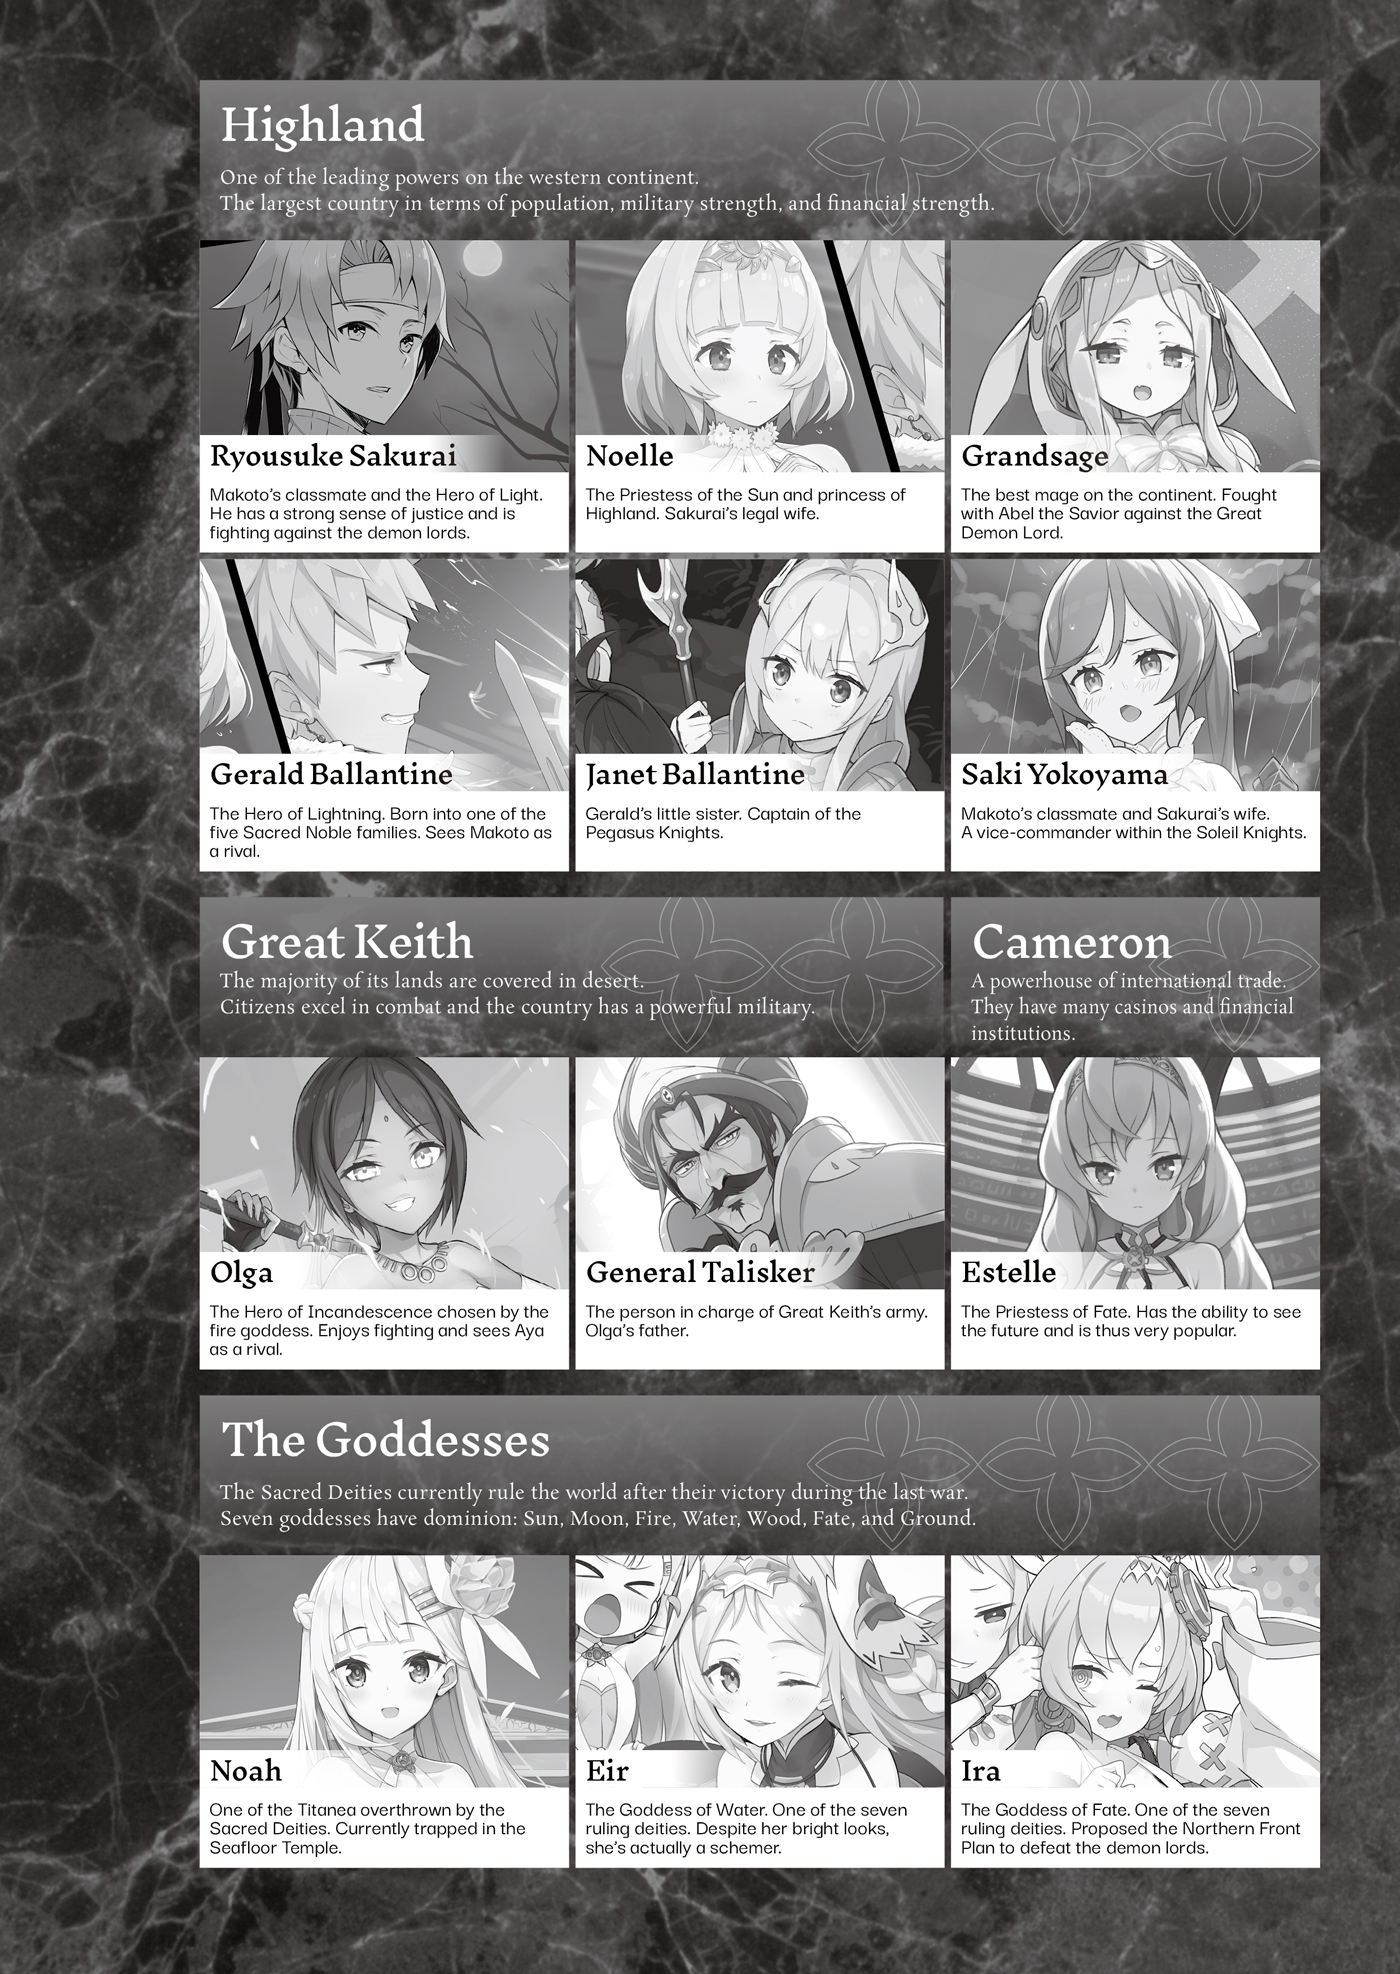 Highland
One of the leading powers on the western continent.
The largest country in terms of population, military strength, and financial strength.
Ryousuke Sakurai
Makoto's classmate and the Hero of Light.
He has a strong sense of justice and is
fighting against the demon lords.
Noelle
The Priestess of the Sun and princess of
Highland. Sakurai's legal wife.
Grandsage
The best mage on the continent. Fought
with Abel the Savior against the Great
Demon Lord.
Gerald Ballantine
The Hero of Lightning. Born into one of the
five Sacred Noble families. Sees Makoto as
a rival.
Janet Ballantine
Gerald's little sister. Captain of the
Pegasus Knights.
Saki Yokoyama
Makoto's classmate and Sakurai's wife.
A vice-commander within the Soleil Knights.
Great Keith
The majority of its lands are covered in desert.
Citizens excel in combat and the country has a powerful military.
Cameron
A powerhouse of international trade.
They have many casinos and financial
institutions.
Olga
The Hero of Incandescence chosen by the
fire goddess. Enjoys fighting and sees Aya
as a rival.
General Talisker
The person in charge of Great Keith's army.
Olga's father.
Estelle
The Priestess of Fate. Has the ability to see
the future and is thus very popular.
The Goddesses
The Sacred Deities currently rule the world after their victory during the last war.
Seven goddesses have dominion: Sun, Moon, Fire, Water, Wood, Fate, and Ground.
Noah
One of the Titanea overthrown by the
Sacred Deities. Currently trapped in the
Seafloor Temple.
Eir
The Goddess of Water. One of the seven
ruling deities. Despite her bright looks,
she's actually a schemer.
Ira
The Goddess of Fate. One of the seven
ruling deities. Proposed the Northern Front
Plan to defeat the demon lords.